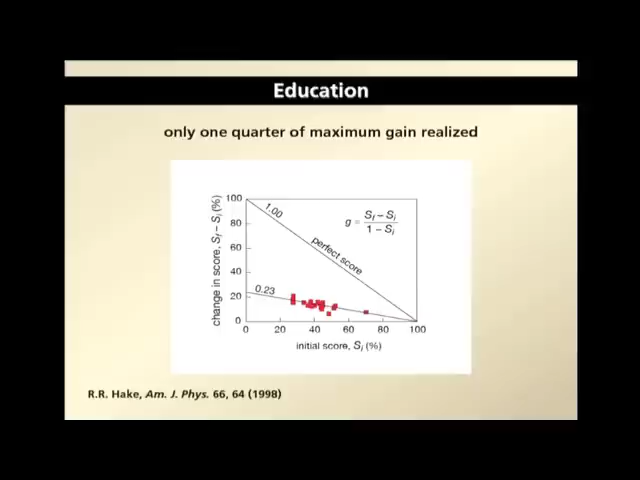 Education
only one quarter of maximum gain realized
change in score, Sf – Si (%)
100
80
60
40
20
0
1.00
perfect score
g = Sf – Si / 1 – Si
0.23
0 20 40 60 80 100
initial score, Si (%)
R.R. Hake, Am. J. Phys. 66, 64 (1998)